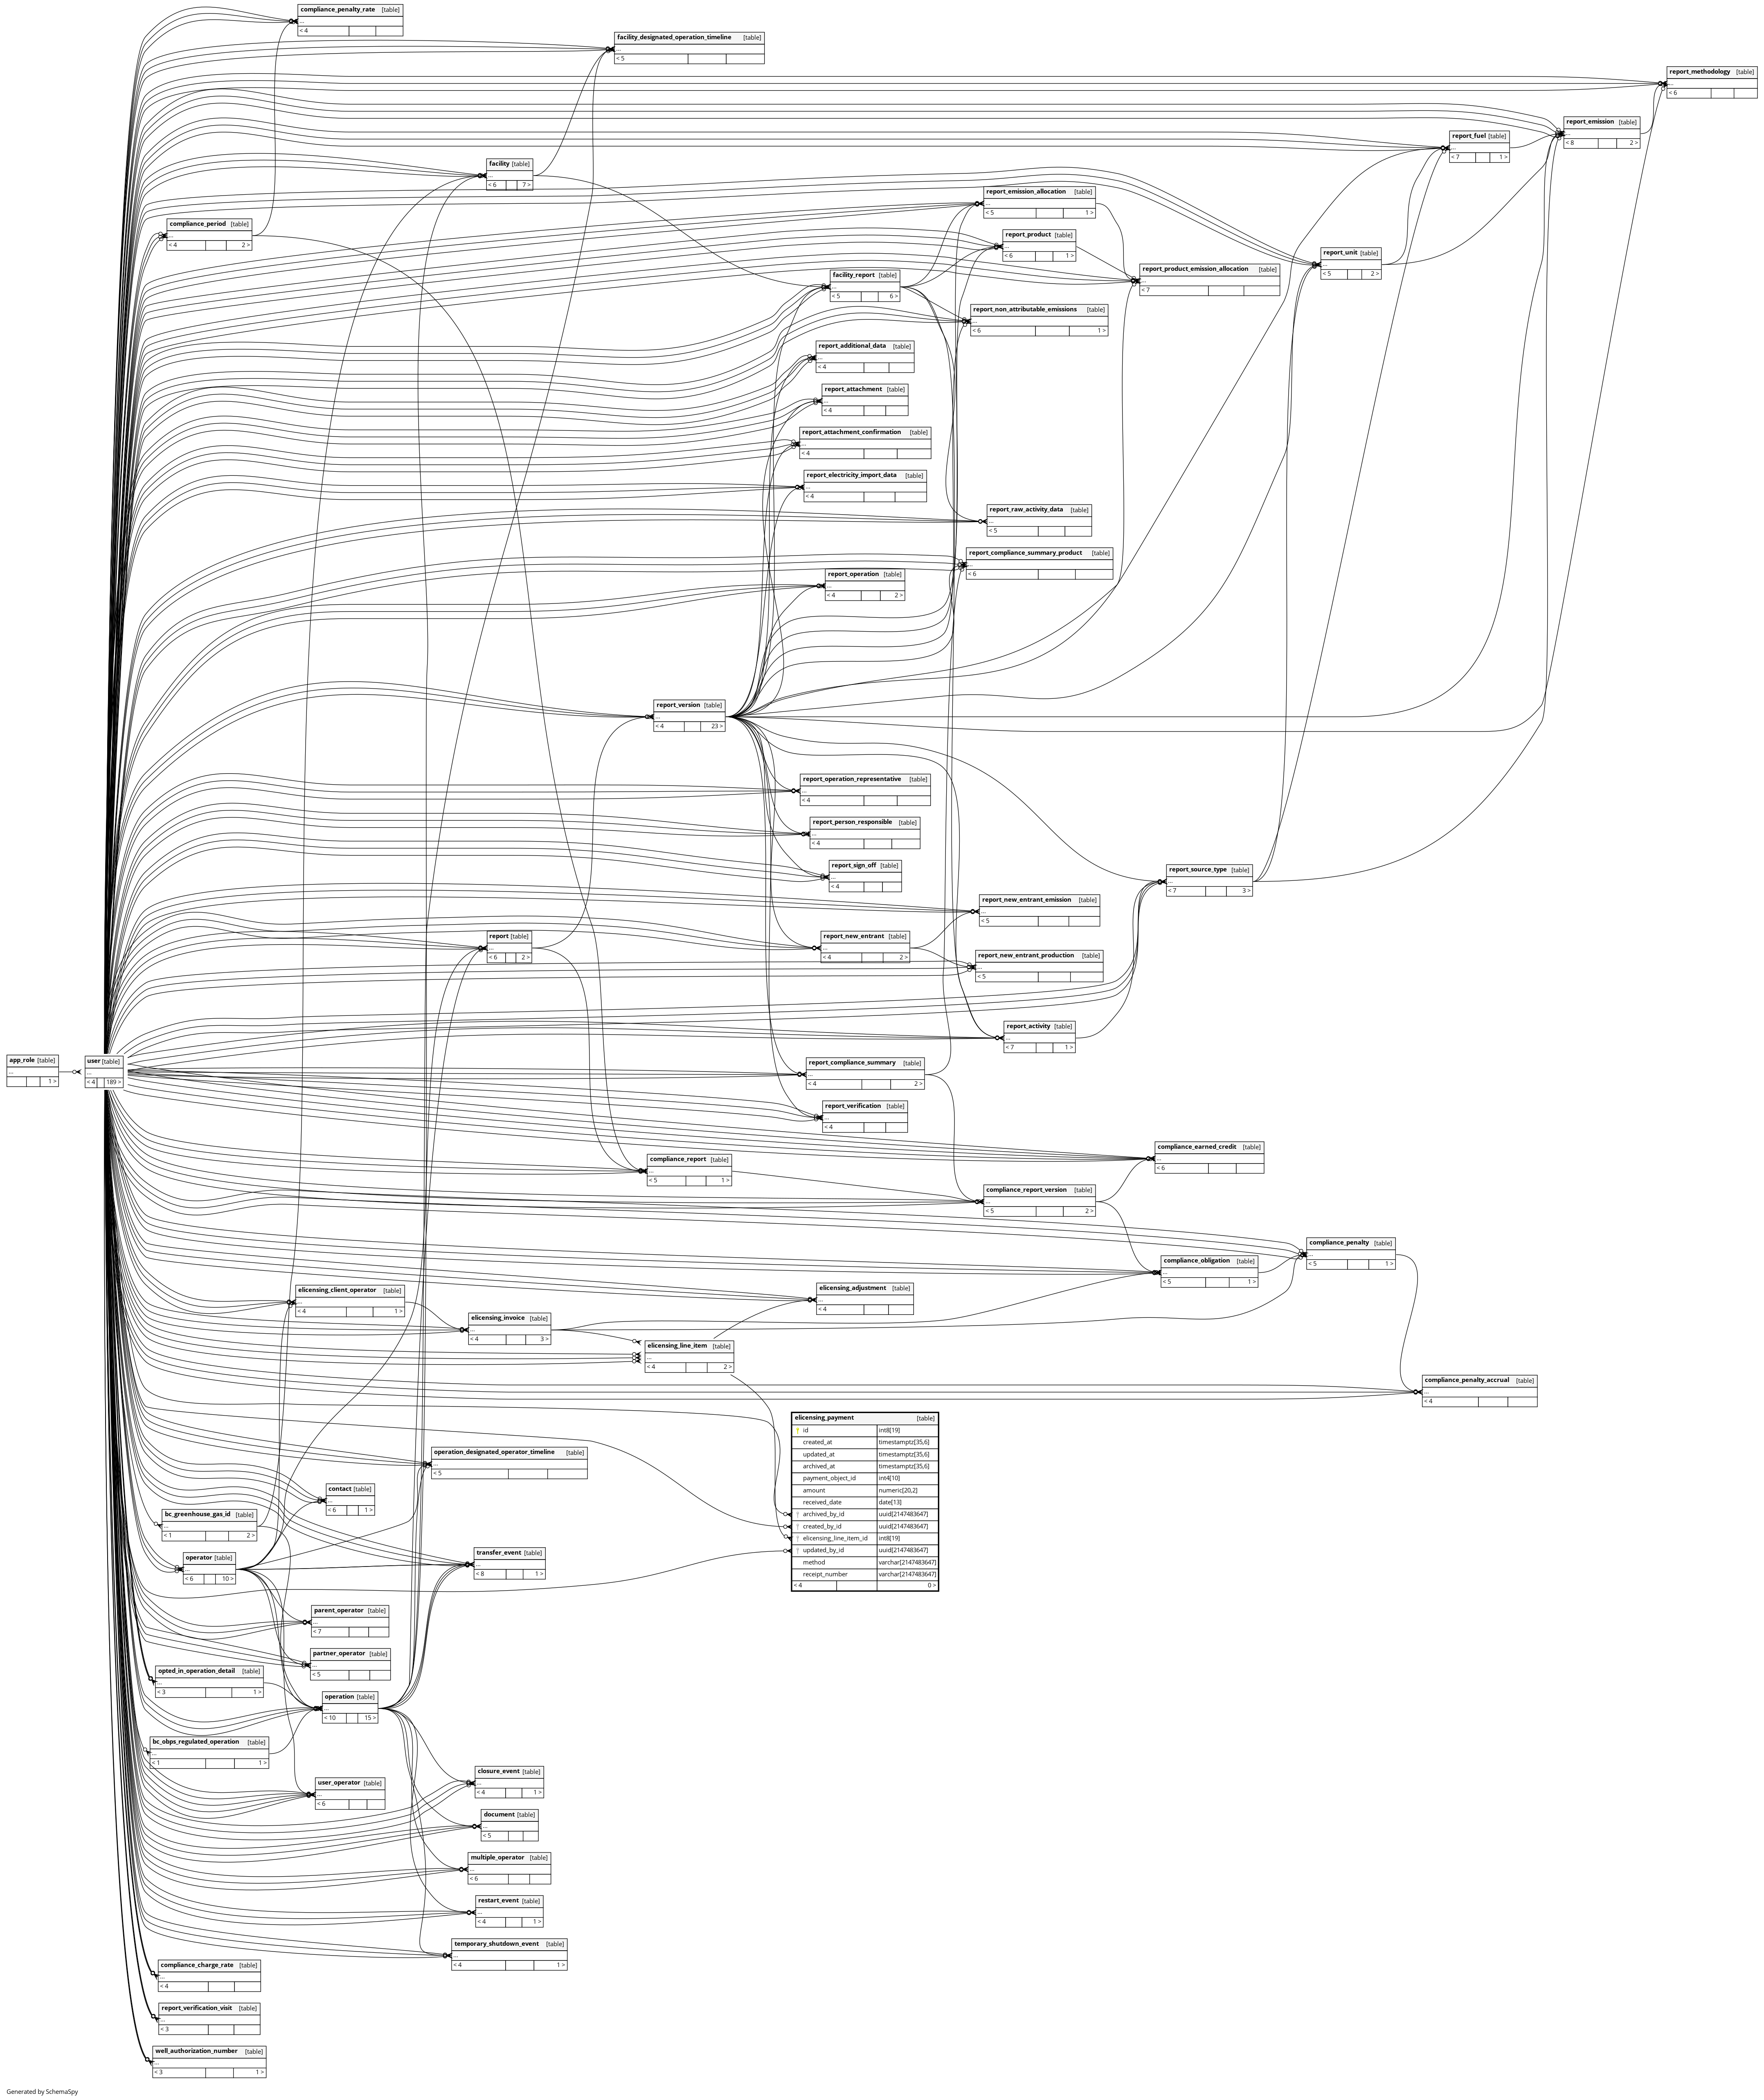 compliance_penalty_rate [table]
...
< 4
facility_designated_operation_timeline [table]
...
< 5
report_methodology [table]
...
< 6
report_emission [table]
...
< 8 2 >
report_fuel [table]
...
< 7 1 >
facility [table]
...
< 6 7 >
report_emission_allocation [table]
...
< 5 1 >
compliance_period [table]
...
< 4 2 >
report_product [table]
...
< 6 1 >
report_unit [table]
...
< 5 2 >
report_product_emission_allocation [table]
...
< 7
facility_report [table]
...
< 5 6 >
report_non_attributable_emissions [table]
...
< 6 1 >
report_additional_data [table]
...
< 4
report_attachment [table]
...
< 4
report_attachment_confirmation [table]
...
< 4
report_electricity_import_data [table]
...
< 4
report_raw_activity_data [table]
...
< 5
report_compliance_summary_product [table]
...
< 6
report_operation [table]
...
< 4 2 >
report_version [table]
...
< 4 23 >
report_operation_representative [table]
...
< 4
report_person_responsible [table]
...
< 4
report_sign_off [table]
...
< 4
report_source_type [table]
...
< 7 3 >
report_new_entrant_emission [table]
...
< 5
report [table]
...
< 6 2 >
report_new_entrant [table]
...
< 4 2 >
report_new_entrant_production [table]
...
< 5
report_activity [table]
...
< 7 1 >
app_role [table]
...
1 >
user [table]
...
< 4 189 >
report_compliance_summary [table]
...
< 4 2 >
report_verification [table]
...
< 4
compliance_earned_credit [table]
...
< 6
compliance_report [table]
...
< 5 1 >
compliance_report_version [table]
...
< 5 2 >
compliance_penalty [table]
...
< 5 1 >
compliance_obligation [table]
...
< 5 1 >
elicensing_client_operator [table]
...
< 4 1 >
elicensing_adjustment [table]
...
< 4
elicensing_invoice [table]
...
< 4 3 >
elicensing_line_item [table]
...
< 4 2 >
compliance_penalty_accrual [table]
...
< 4
elicensing_payment [table]
id int8[19]
created_at timestamptz[35,6]
updated_at timestamptz[35,6]
archived_at timestamptz[35,6]
payment_object_id int4[10]
amount numeric[20,2]
received_date date[13]
archived_by_id uuid[2147483647]
created_by_id uuid[2147483647]
elicensing_line_item_id int8[19]
updated_by_id uuid[2147483647]
method varchar[2147483647]
receipt_number varchar[2147483647]
< 4 0 >
operation_designated_operator_timeline [table]
...
< 5
contact [table]
...
< 6 1 >
bc_greenhouse_gas_id [table]
...
< 1 2 >
transfer_event [table]
...
< 8 1 >
operator [table]
...
< 6 10 >
parent_operator [table]
...
< 7
partner_operator [table]
...
< 5
opted_in_operation_detail [table]
...
< 3 1 >
operation [table]
...
< 10 15 >
bc_obps_regulated_operation [table]
...
< 1 1 >
closure_event [table]
...
< 4 1 >
user_operator [table]
...
< 6
document [table]
...
< 5
multiple_operator [table]
...
< 6
restart_event [table]
...
< 4 1 >
temporary_shutdown_event [table]
...
< 4 1 >
compliance_charge_rate [table]
...
< 4
report_verification_visit [table]
...
< 3
well_authorization_number [table]
...
< 3 1 >
Generated by SchemaSpy